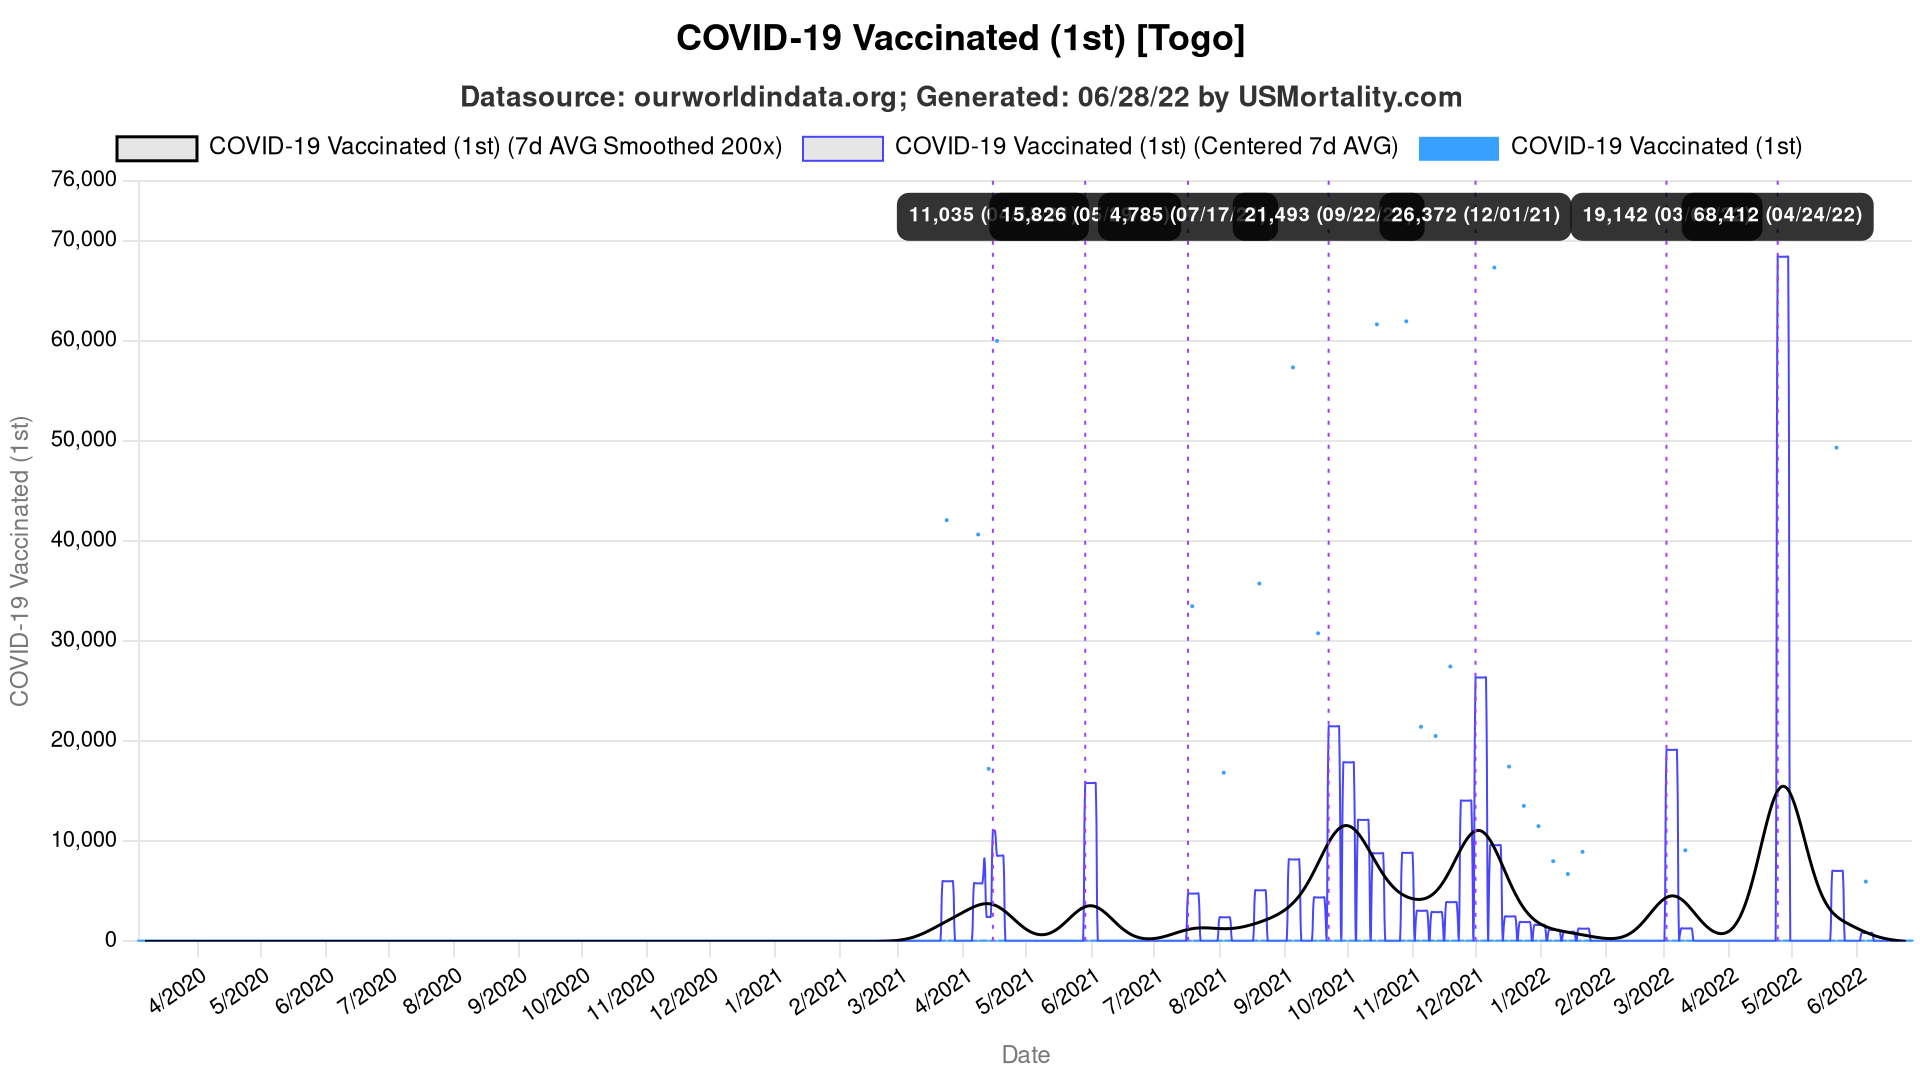 COVID-19 Vaccinated (1st) [Togo]
Datasource: ourworldindata.org; Generated: 06/28/22 by USMortality.com
COVID-19 Vaccinated (1st) (7d AVG Smoothed 200x) COVID-19 Vaccinated (1st) (Centered 7d AVG) COVID-19 Vaccinated (1st)
76,000
11,035 15,826 (05 4,785 (07/17/ 21,493 (09/22/ 26,372 (12/01/21) 19,142 (03 68,412 (04/24/22)
70,000
60,000
50,000
40,000
30,000
20,000
10,000
0
COVID-19 Vaccinated (1st)
4/2020 5/2020 6/2020 7/2020 8/2020 9/2020 10/2020 11/2020 12/2020 1/2021 2/2021 3/2021 4/2021 5/2021 6/2021 7/2021 8/2021 9/2021 10/2021 11/2021 12/2021 1/2022 2/2022 3/2022 4/2022 5/2022 6/2022
Date